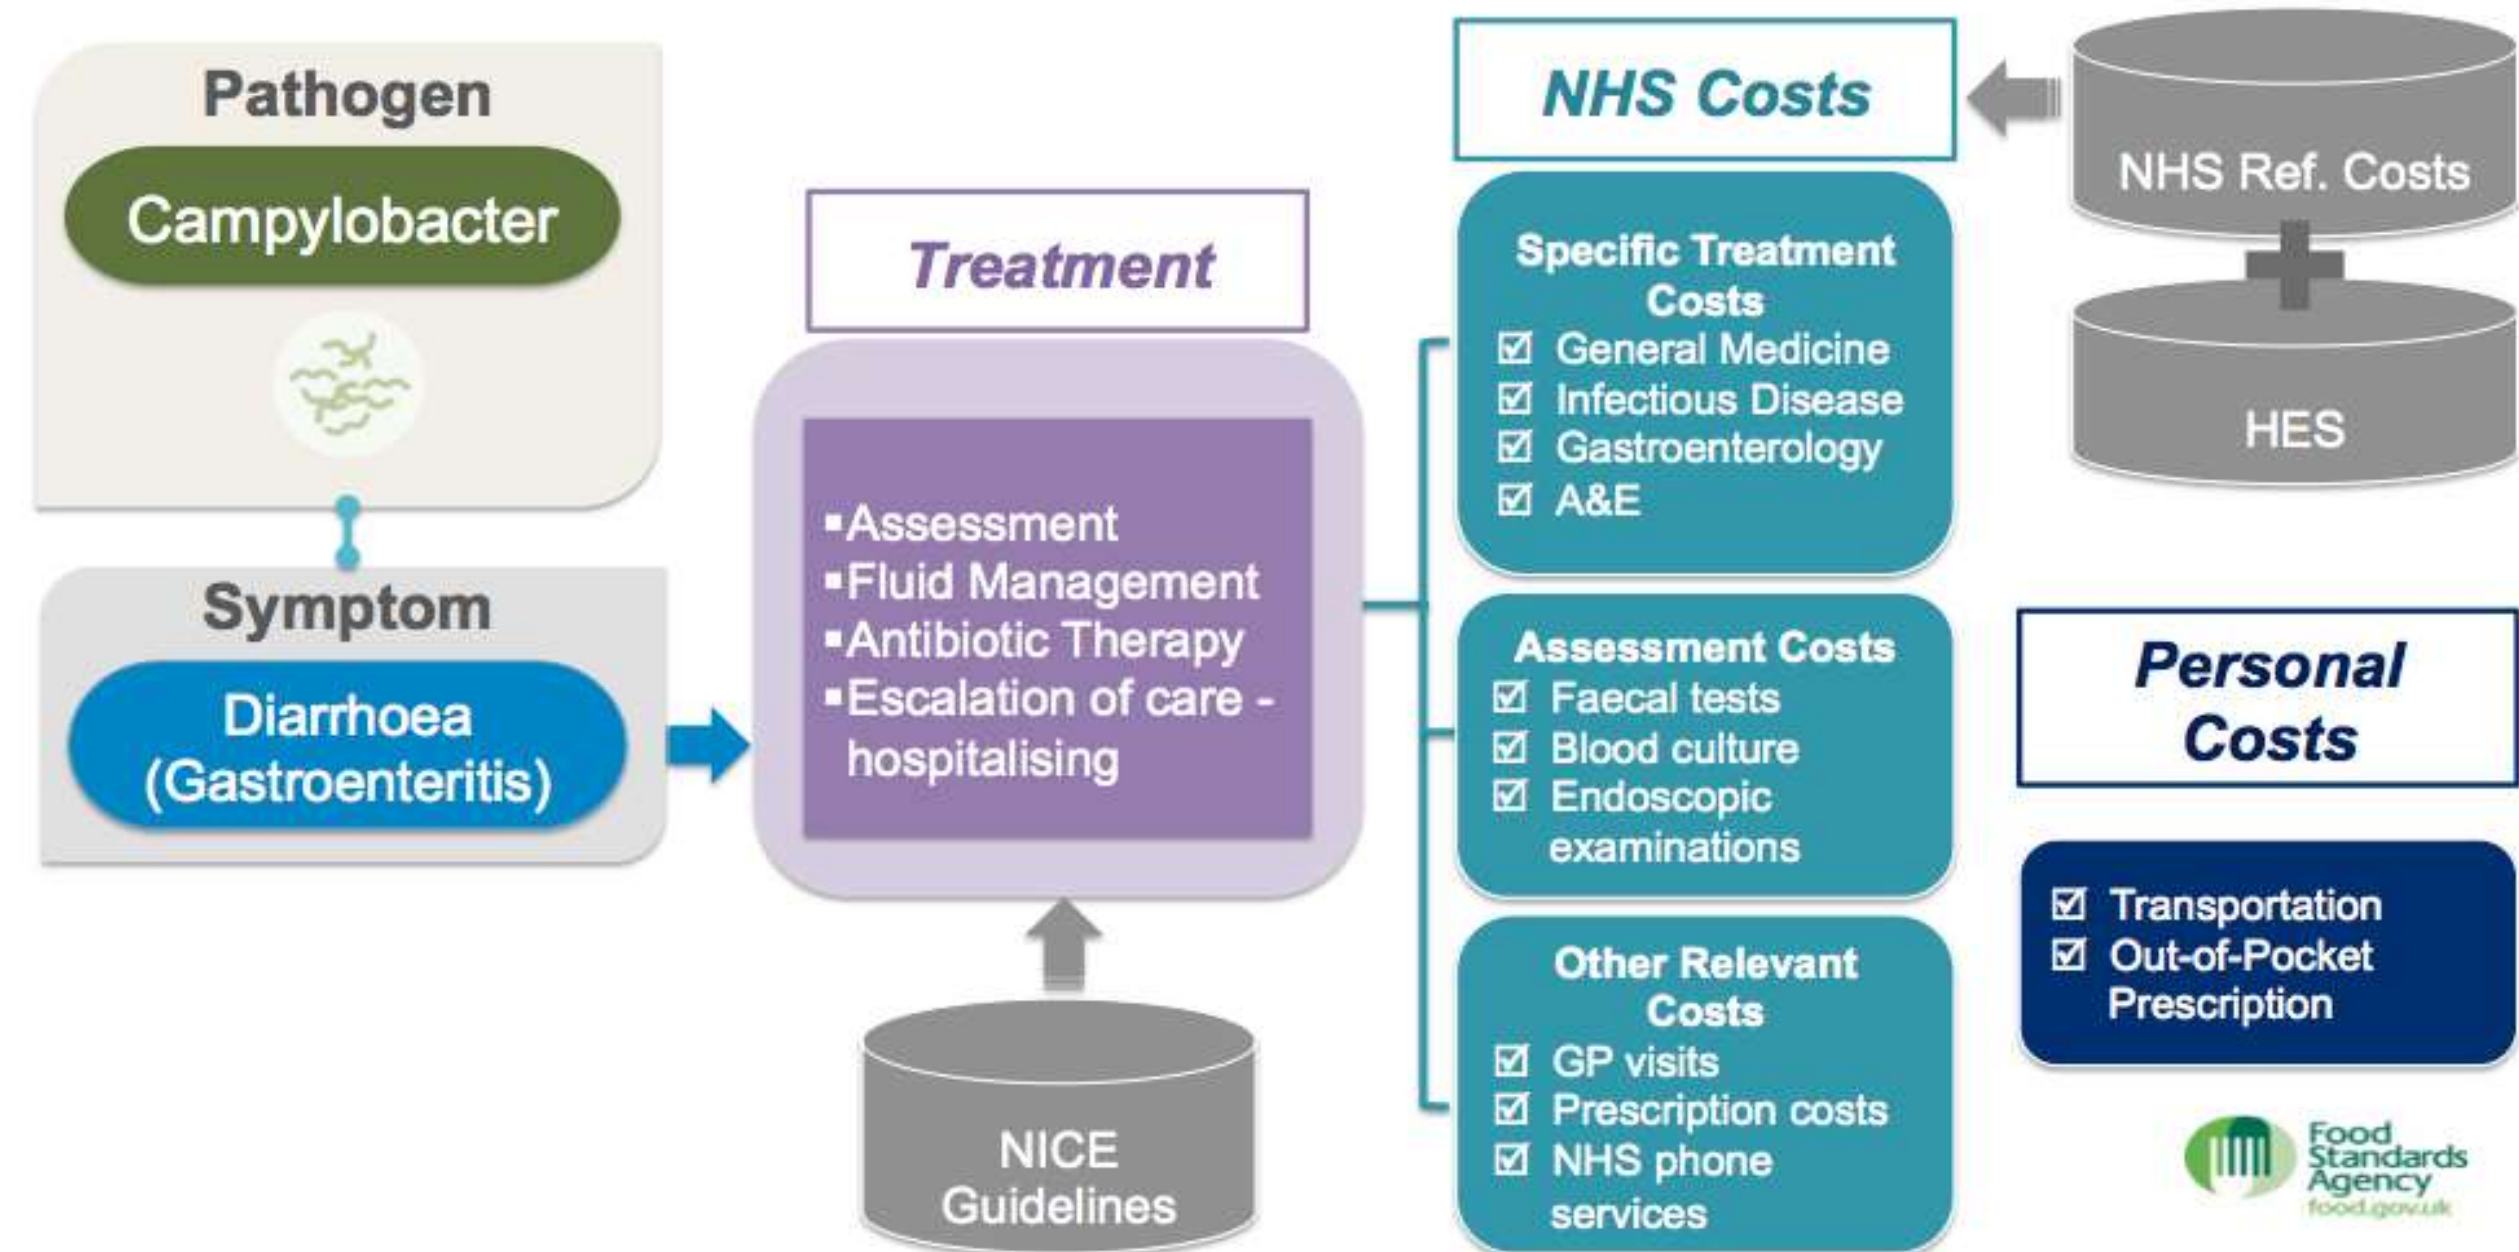 Pathogen
Campylobacter
Symptom
Diarrhoea
(Gastroenteritis)
Treatment
▪Assessment
▪Fluid Management
▪Antibiotic Therapy
▪Escalation of care -
hospitalising
NICE
Guidelines
NHS Costs
Specific Treatment
Costs
☑ General Medicine
☑ Infectious Disease
☑ Gastroenterology
☑ A&E
Assessment Costs
☑ Faecal tests
☑ Blood culture
☑ Endoscopic
examinations
Other Relevant
Costs
☑ GP visits
☑ Prescription costs
☑ NHS phone
services
NHS Ref. Costs
HES
Personal
Costs
☑ Transportation
☑ Out-of-Pocket
Prescription
Food
Standards
Agency
food.gov.uk